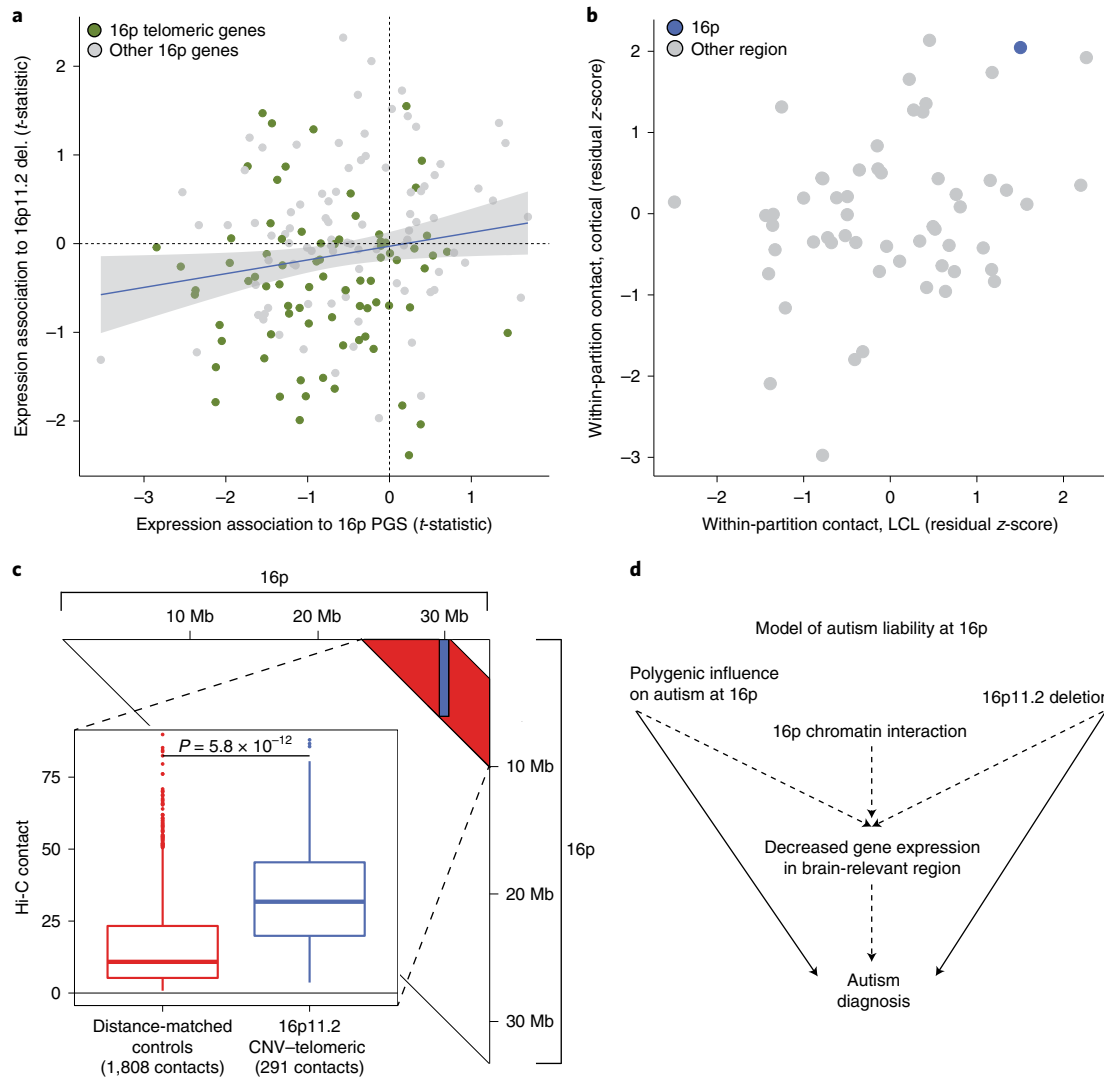 a
16p telomeric genes
Other 16p genes
Expression association to 16p11.2 del. (t-statistic)
2
1
0
–1
–2
–3
–2
–1
0
1
Expression association to 16p PGS (t-statistic)
b
16p
Other region
Within-partition contact, cortical (residual z-score)
2
1
0
–1
–2
–3
–2
–1
0
1
2
Within-partition contact, LCL (residual z-score)
c
16p
10 Mb
20 Mb
30 Mb
P = 5.8 × 10⁻¹²
Hi-C contact
75
50
25
0
Distance-matched
controls
(1,808 contacts)
16p11.2
CNV–telomeric
(291 contacts)
10 Mb
20 Mb
30 Mb
16p
d
Model of autism liability at 16p
Polygenic influence
on autism at 16p
16p11.2 deletion
16p chromatin interaction
Decreased gene expression
in brain-relevant region
Autism
diagnosis